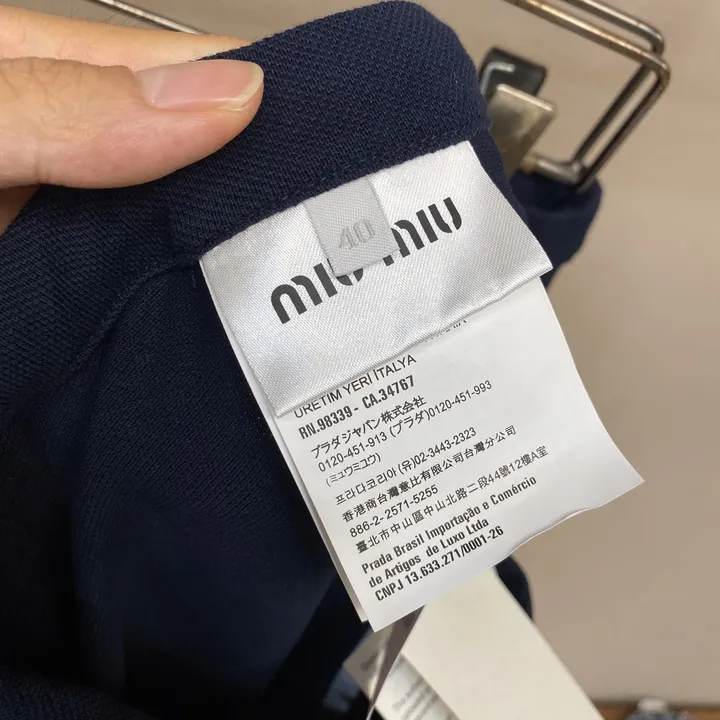 miu miu
40
URETIM YERI ITALYA
RN.98339 - CA.34767
プラダジャパン株式会社
0120-451-913 (プラダ)0120-451-993
(ミュウミュウ)
프라다코리아(유)02-3443-2323
香港商台灣意比有限公司台灣分公司
886-2-2571-5255
臺北市中山區中山北路二段44號12樓A室
Prada Brasil Importação e Comércio
de Artigos de Luxo Ltda
CNPJ 13.633.271/0001-26